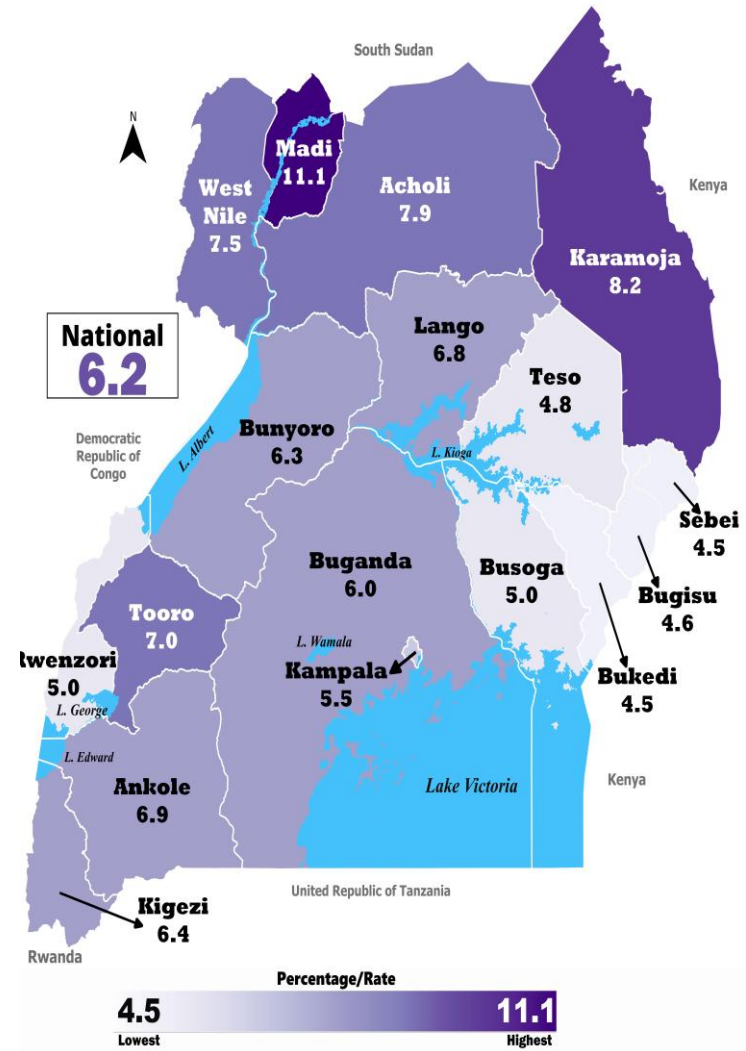 South Sudan
N
Madi
11.1
West
Nile
7.5
Acholi
7.9
Kenya
Karamoja
8.2
National
6.2
Lango
6.8
Teso
4.8
Democratic
Republic of
Congo
L. Albert
Bunyoro
6.3
L. Kioga
Sebei
4.5
Buganda
6.0
Busoga
5.0
Bugisu
4.6
Tooro
7.0
L. Wamala
Kampala
5.5
Rwenzori
5.0
L. George
Bukedi
4.5
L. Edward
Ankole
6.9
Lake Victoria
Kenya
United Republic of Tanzania
Kigezi
6.4
Rwanda
Percentage/Rate
4.5
11.1
Lowest
Highest